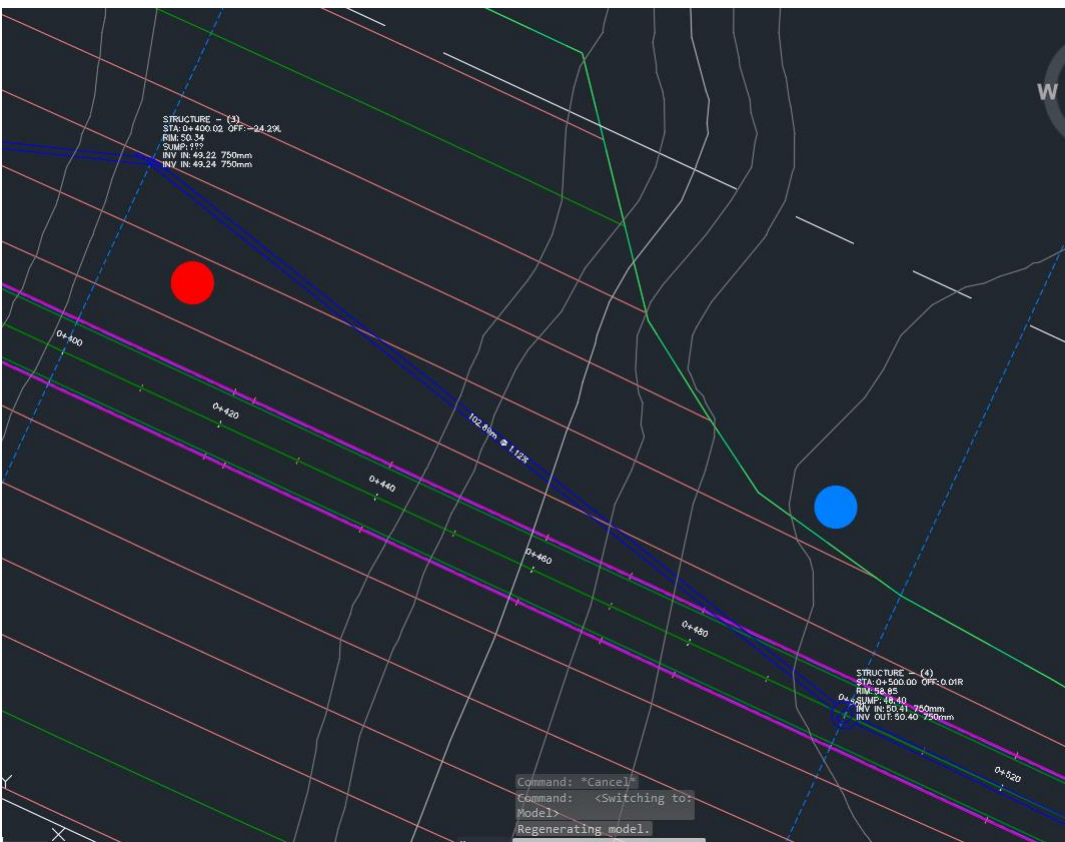 W
STRUCTURE - (3)
STA: 0+400.02 OFF:-24.29L
RIM: 50.34
SUMP: ???
INV IN: 49.22 750mm
INV IN: 49.24 750mm
0+400
0+420
102.89m @ 1.12%
0+440
0+460
0+480
STRUCTURE - (4)
STA: 0+500.00 OFF: 0.01R
RIM: 58.85
SUMP: 48.40
INV IN: 50.41 750mm
INV OUT: 50.40 750mm
0+520
Y
X
Command: *Cancel*
Command: <Switching to:
Model>
Regenerating model.